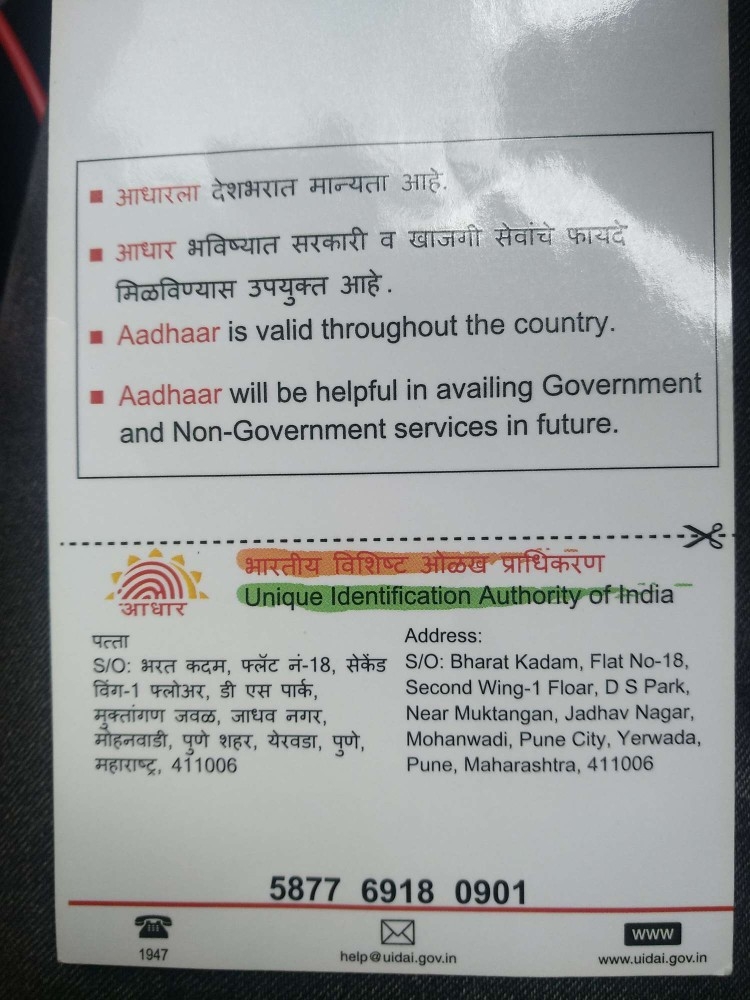 आधारला देशभरात मान्यता आहे.
आधार भविष्यात सरकारी व खाजगी सेवांचे फायदे
मिळविण्यास उपयुक्त आहे.
Aadhaar is valid throughout the country.
Aadhaar will be helpful in availing Government
and Non-Government services in future.
भारतीय विशिष्ट ओळख प्राधिकरण
Unique Identification Authority of India
आधार
पत्ता
S/O: भरत कदम, फ्लॅट नं-18, सेकेंड
विंग-1 फ्लोअर, डी एस पार्क,
मुक्तांगण जवळ, जाधव नगर,
मोहनवाडी, पुणे शहर, येरवडा, पुणे,
महाराष्ट्र, 411006
Address:
S/O: Bharat Kadam, Flat No-18,
Second Wing-1 Floar, D S Park,
Near Muktangan, Jadhav Nagar,
Mohanwadi, Pune City, Yerwada,
Pune, Maharashtra, 411006
5877 6918 0901
1947
help@uidai.gov.in
www
www.uidai.gov.in